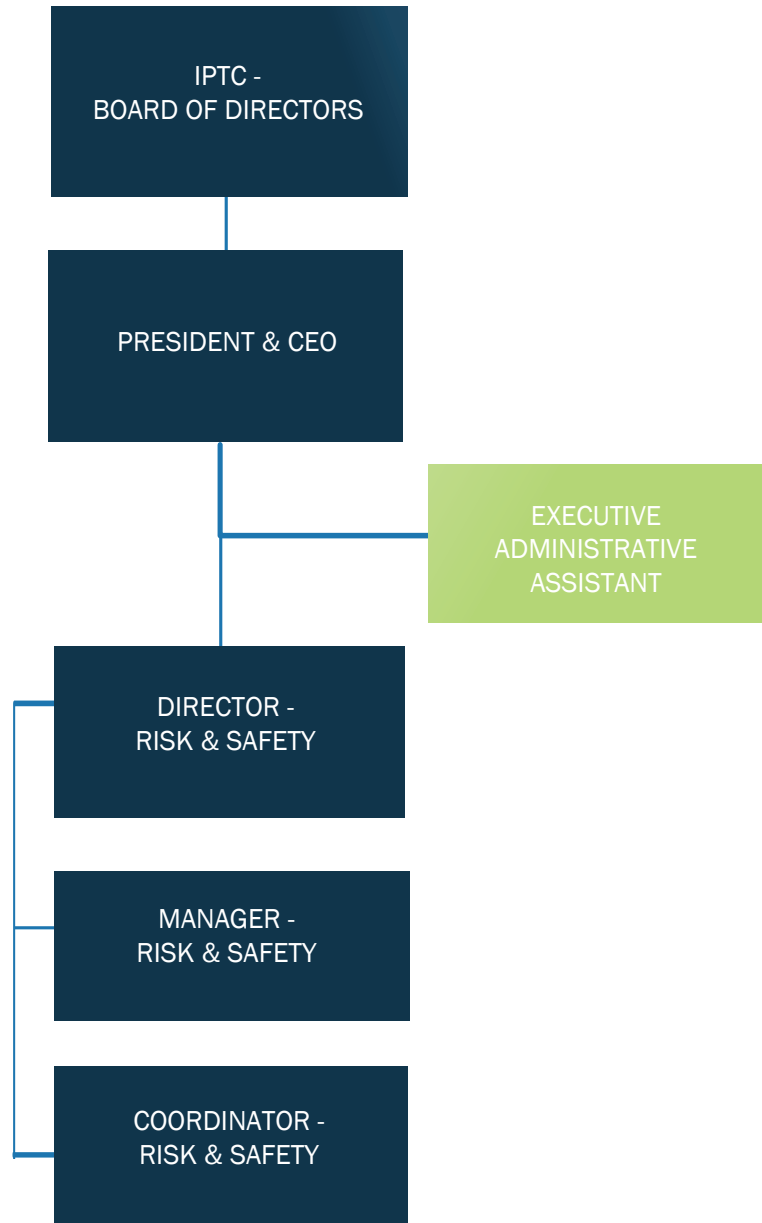 IPTC -
BOARD OF DIRECTORS
PRESIDENT & CEO
EXECUTIVE
ADMINISTRATIVE
ASSISTANT
DIRECTOR -
RISK & SAFETY
MANAGER -
RISK & SAFETY
COORDINATOR -
RISK & SAFETY